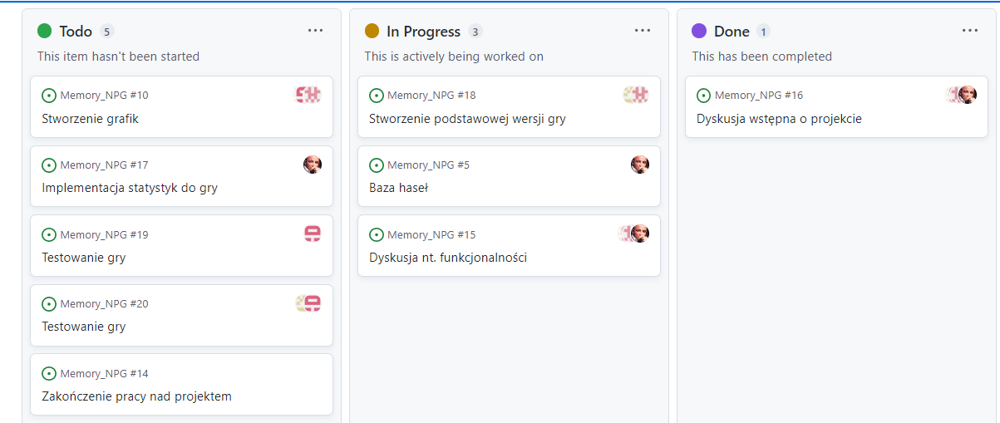 Todo 5
This item hasn't been started
Memory_NPG #10
Stworzenie grafik
Memory_NPG #17
Implementacja statystyk do gry
Memory_NPG #19
Testowanie gry
Memory_NPG #20
Testowanie gry
Memory_NPG #14
Zakończenie pracy nad projektem
In Progress 3
This is actively being worked on
Memory_NPG #18
Stworzenie podstawowej wersji gry
Memory_NPG #5
Baza haseł
Memory_NPG #15
Dyskusja nt. funkcjonalności
Done 1
This has been completed
Memory_NPG #16
Dyskusja wstępna o projekcie